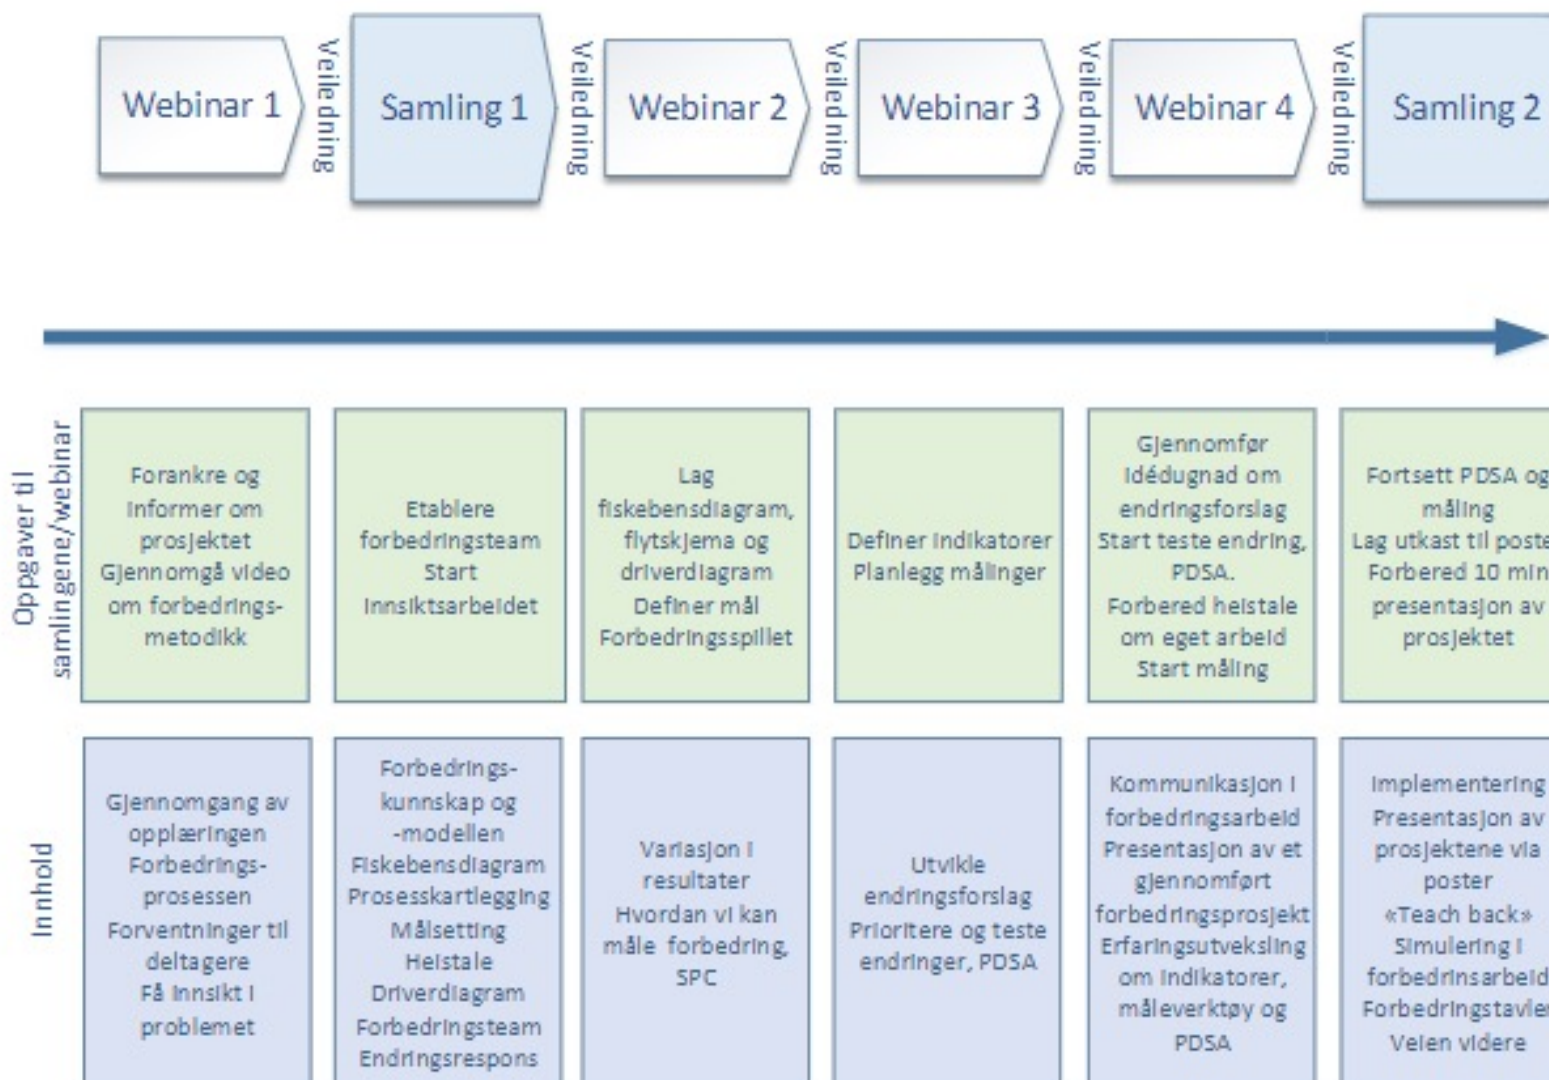 Webinar 1
Veiledning
Samling 1
Veiledning
Webinar 2
Veiledning
Webinar 3
Veiledning
Webinar 4
Veiledning
Samling 2
Oppgaver til
samlingene/webinar
Forankre og
informer om
prosjektet
Gjennomgå video
om forbedrings-
metodikk
Etablere
forbedringsteam
Start
innsiktsarbeidet
Lag
fiskebensdiagram,
flytskjema og
driverdiagram
Definer mål
Forbedringsspillet
Definer indikatorer
Planlegg målinger
Gjennomfør
idédugnad om
endringsforslag
Start teste endring,
PDSA.
Forbered heistale
om eget arbeid
Start måling
Fortsett PDSA og
måling
Lag utkast til poste
Forbered 10 min
presentasjon av
prosjektet
Innhold
Gjennomgang av
opplæringen
Forbedrings-
prosessen
Forventninger til
deltagere
Få innsikt i
problemet
Forbedrings-
kunnskap og
-modellen
Fiskebensdiagram
Prosesskartlegging
Målsetting
Heistale
Driverdiagram
Forbedringsteam
Endringsrespons
Variasjon i
resultater
Hvordan vi kan
måle forbedring,
SPC
Utvikle
endringsforslag
Prioritere og teste
endringer, PDSA
Kommunikasjon i
forbedringsarbeid
Presentasjon av et
gjennomført
forbedringsprosjekt
Erfaringsutveksling
om indikatorer,
måleverktøy og
PDSA
Implementering
Presentasjon av
prosjektene via
poster
«Teach back»
Simulering i
forbedrinsarbeid
Forbedringstavler
Veien videre